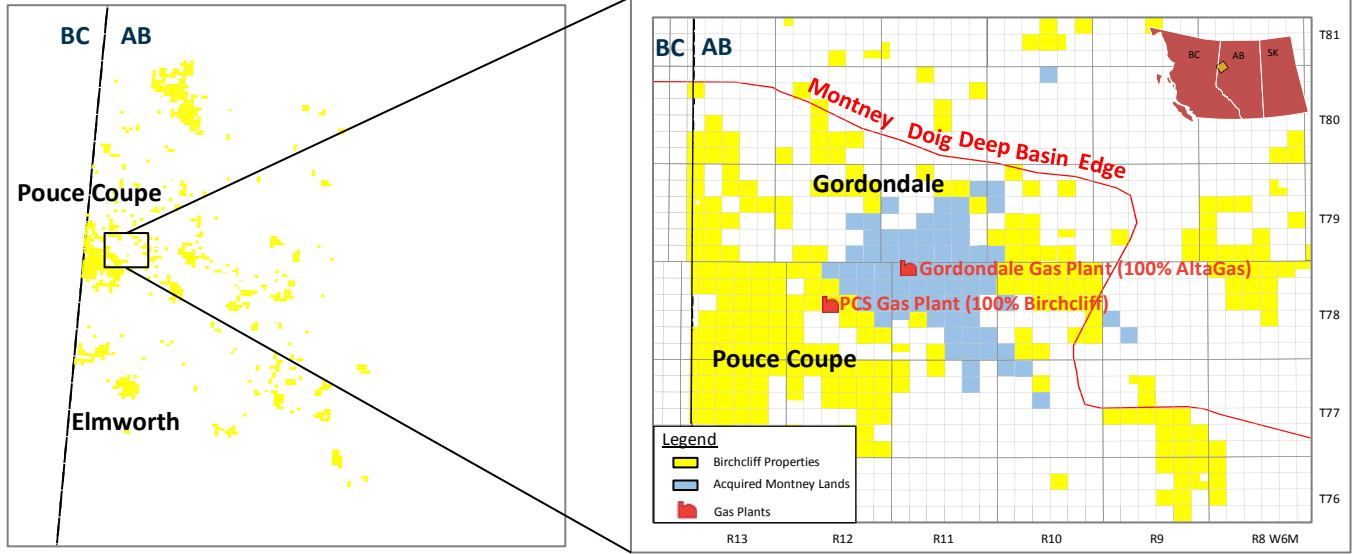 BC AB
Pouce Coupe
Elmworth
BC AB
Montney Doig Deep Basin Edge
Gordondale
Gordondale Gas Plant (100% AltaGas)
PCS Gas Plant (100% Birchcliff)
Pouce Coupe
BC AB SK
T81
T80
T79
T78
T77
T76
Legend
Birchcliff Properties
Acquired Montney Lands
Gas Plants
R13 R12 R11 R10 R9 R8 W6M